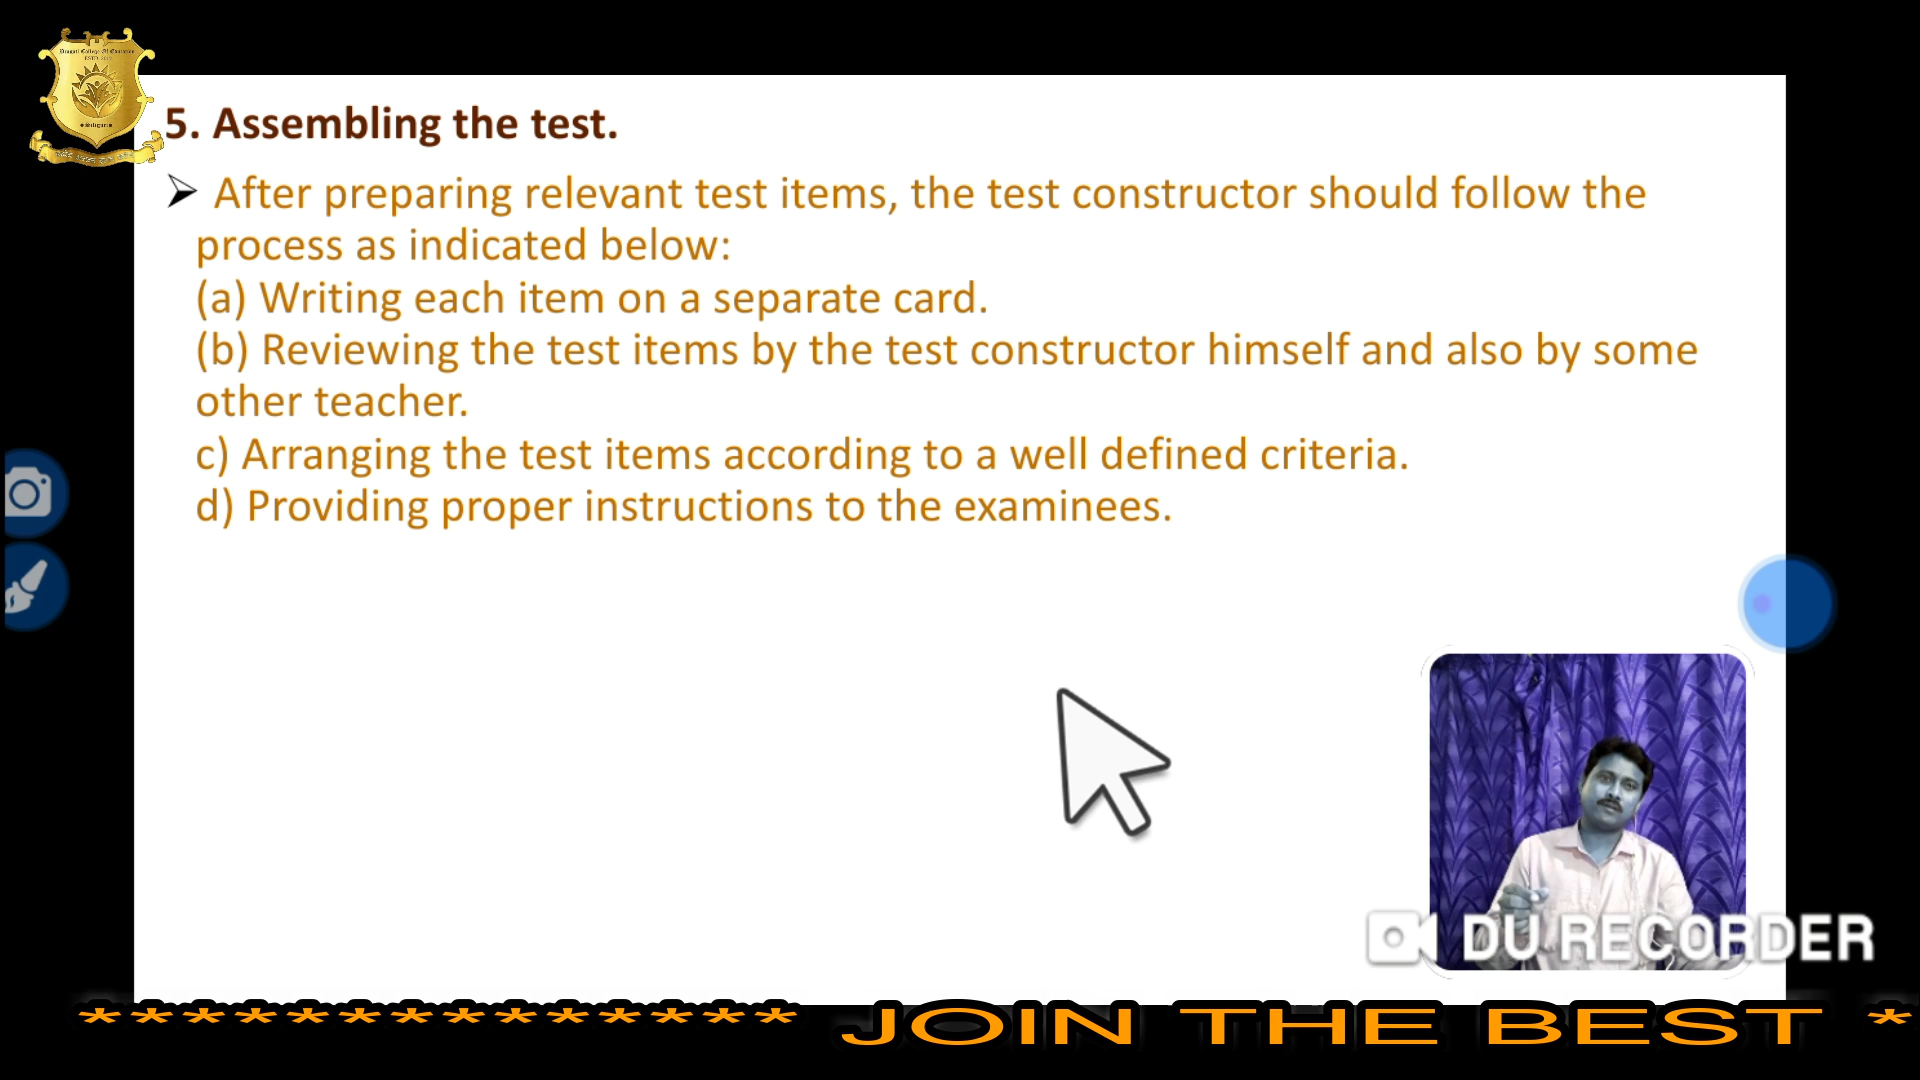 5. Assembling the test.
➢ After preparing relevant test items, the test constructor should follow the
process as indicated below:
(a) Writing each item on a separate card.
(b) Reviewing the test items by the test constructor himself and also by some
other teacher.
c) Arranging the test items according to a well defined criteria.
d) Providing proper instructions to the examinees.
DU RECORDER
************** JOIN THE BEST *